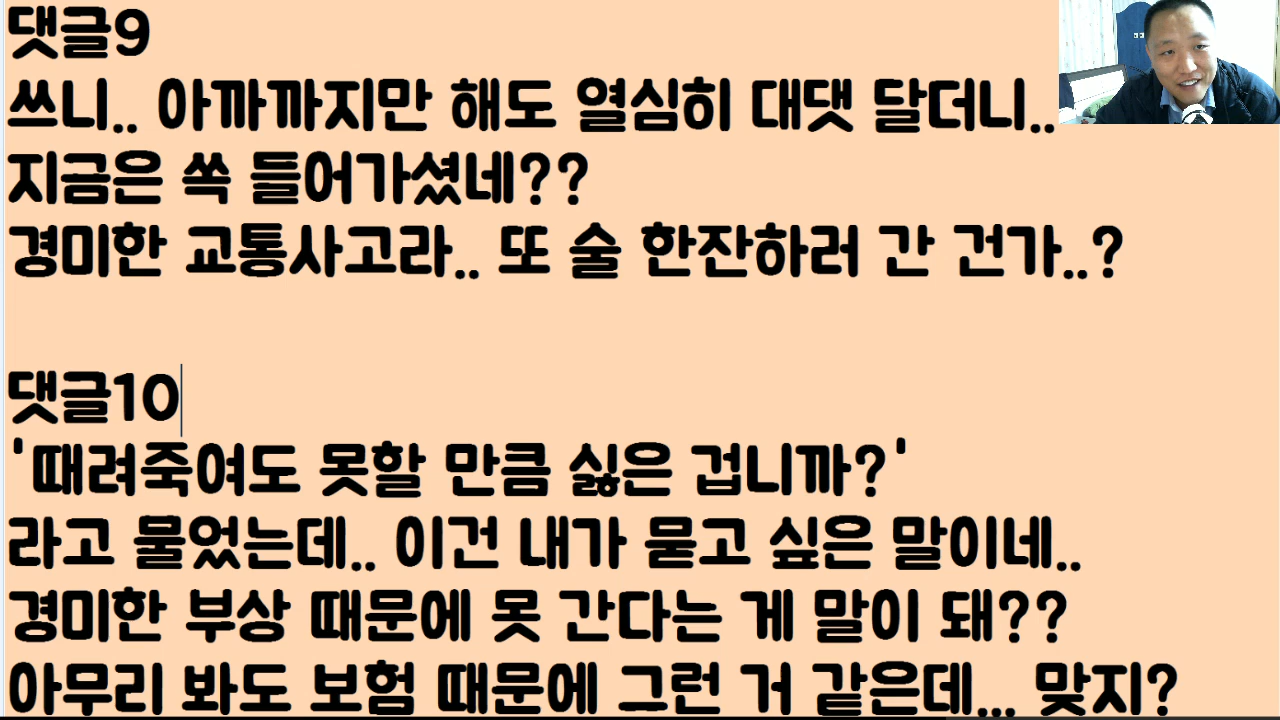 댓글9
쓰니.. 아까까지만 해도 열심히 대댓 달더니..
지금은 쏙 들어가셨네??
경미한 교통사고라.. 또 술 한잔하러 간 건가..?
댓글10
'때려죽여도 못할 만큼 싫은 겁니까?'
라고 물었는데.. 이건 내가 묻고 싶은 말이네..
경미한 부상 때문에 못 간다는 게 말이 돼??
아무리 봐도 보험 때문에 그런 거 같은데... 맞지?